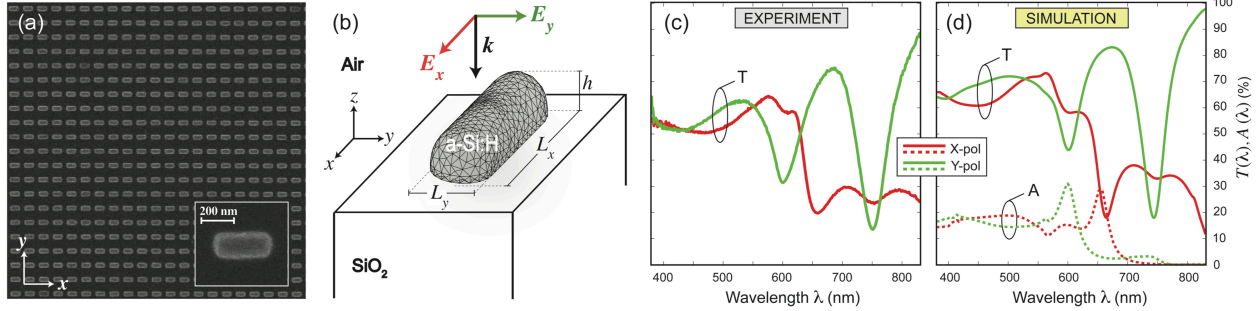 (a)
200 nm
y
x
(b)
E_x
E_y
k
Air
z
y
x
h
a-Si:H
L_x
L_y
SiO₂
(c)
EXPERIMENT
T
400
500
600
700
800
Wavelength λ (nm)
(d)
SIMULATION
T
X-pol
Y-pol
A
400
500
600
700
800
Wavelength λ (nm)
100
90
80
70
60
50
40
30
20
10
0
T(λ), A (λ) (%)